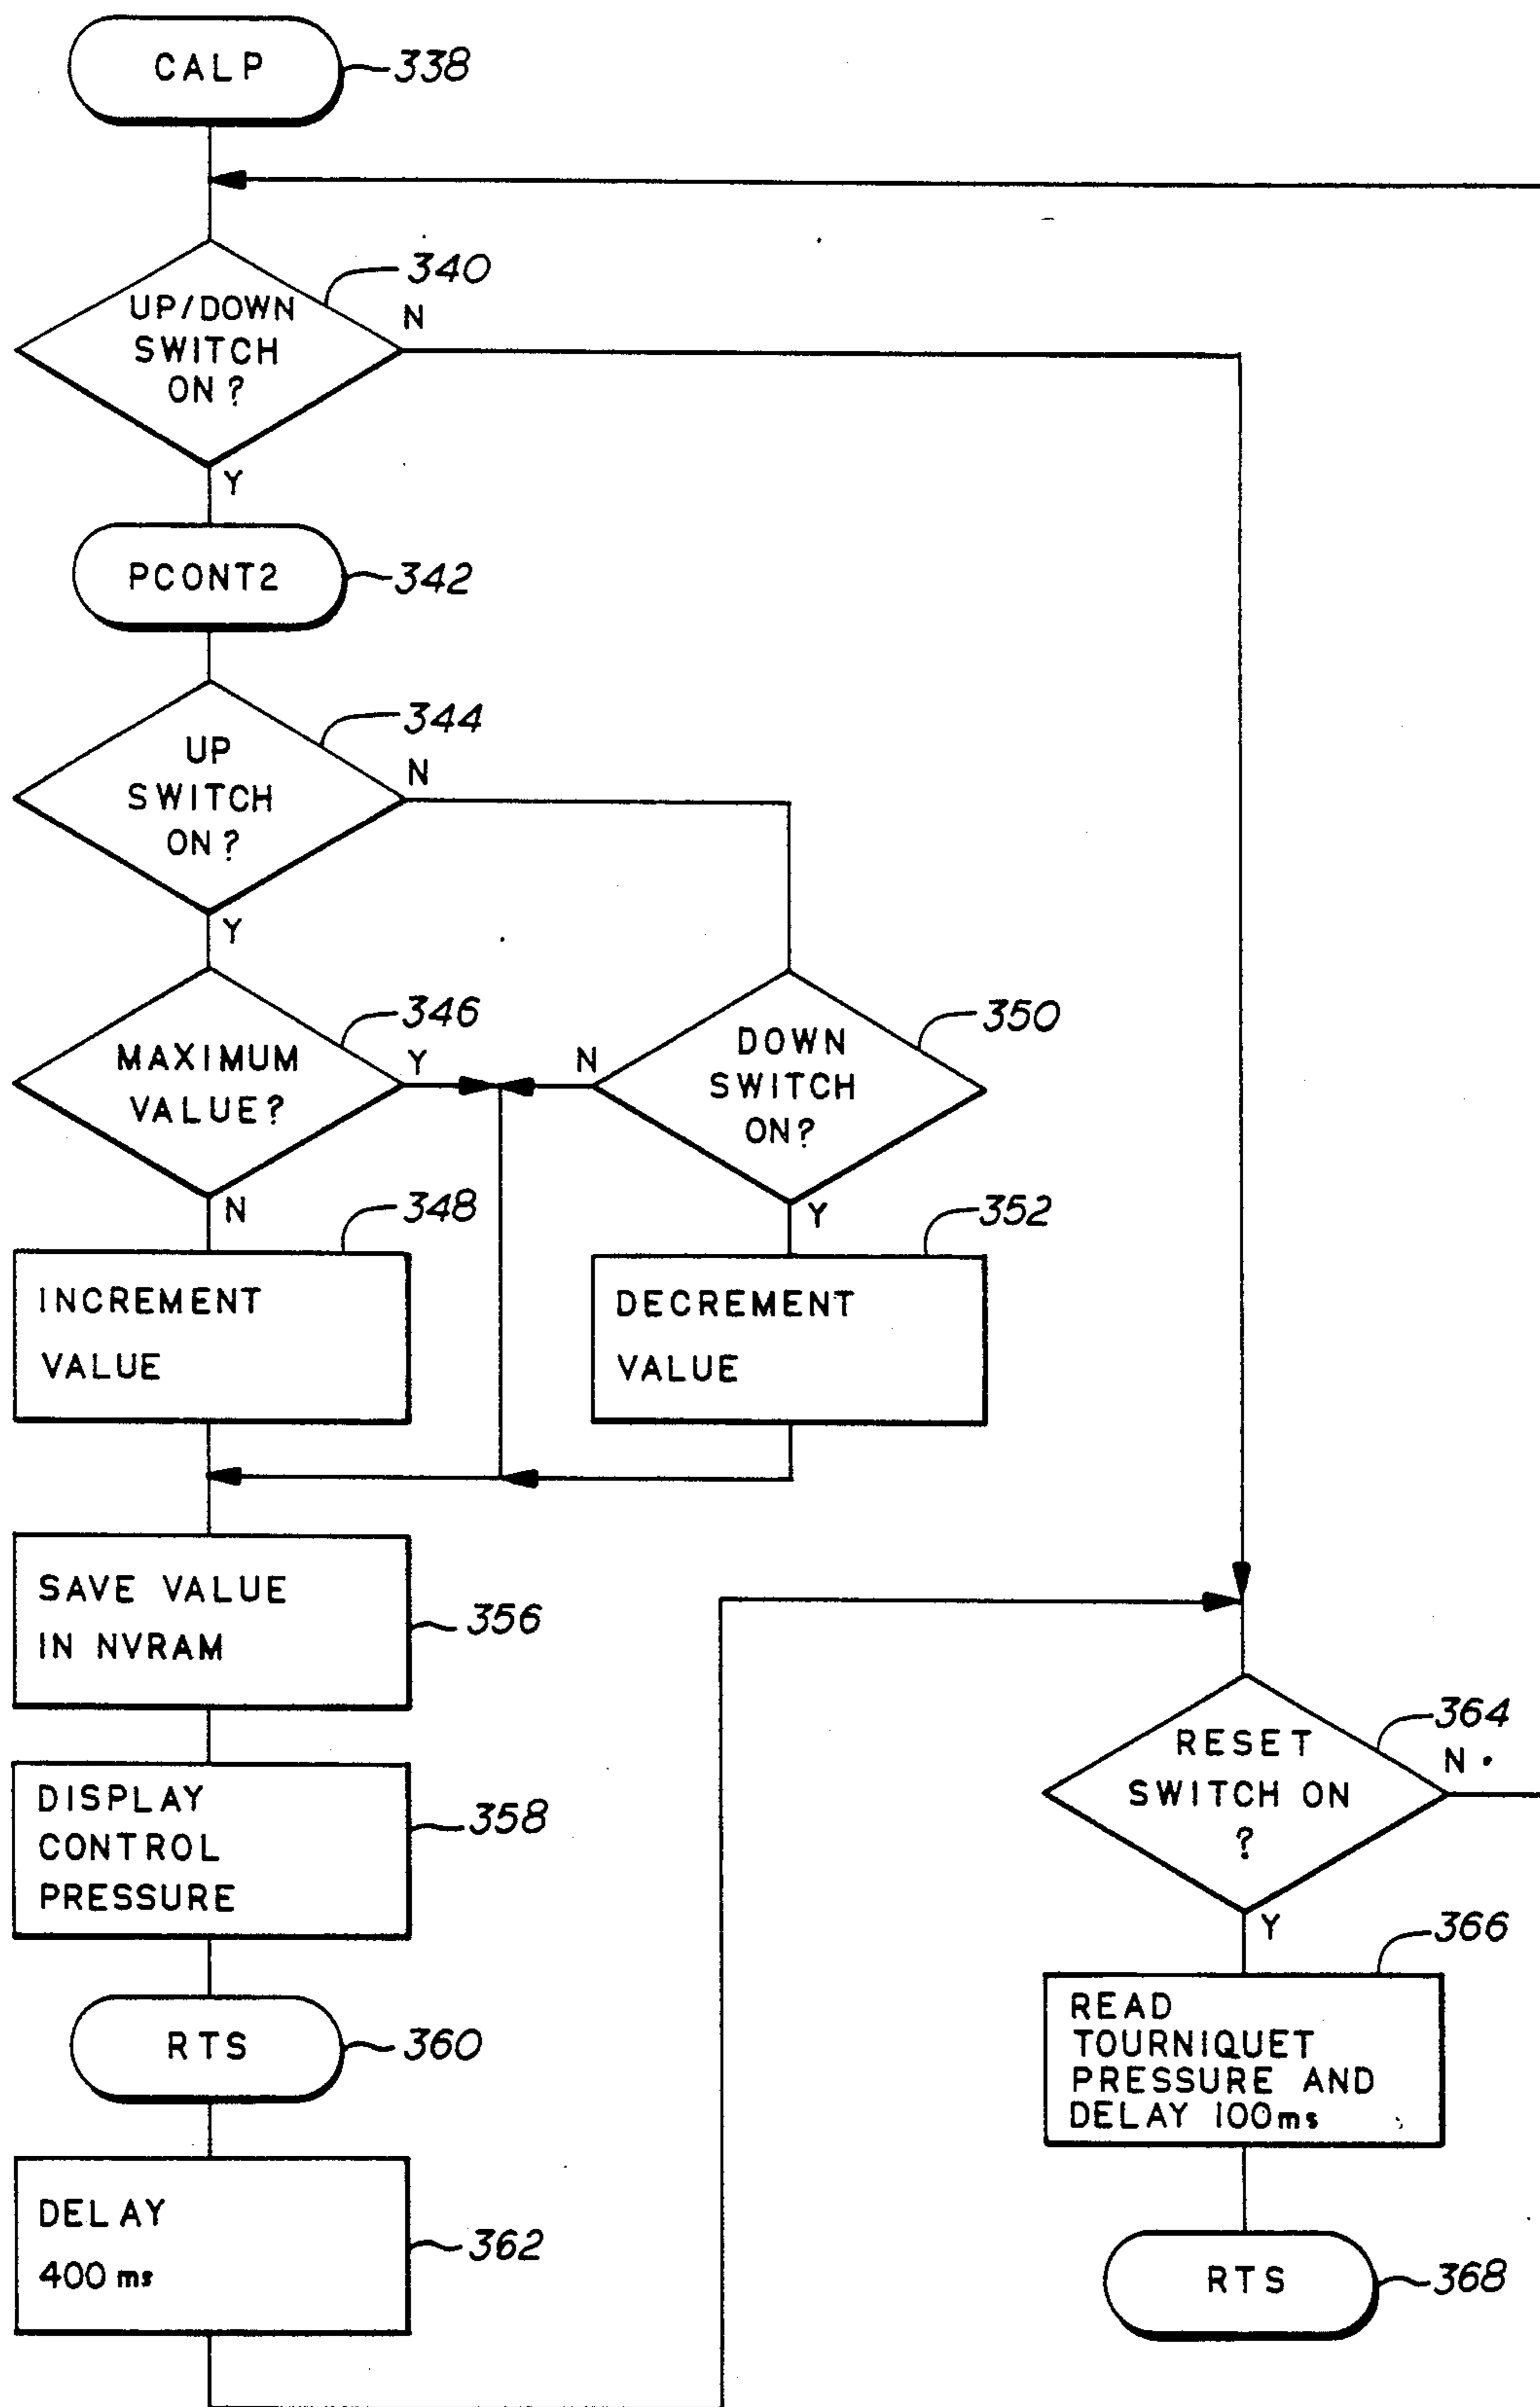 CALP
338
340
UP/DOWN
SWITCH
ON?
N
Y
PCONT2
342
344
UP
SWITCH
ON?
N
Y
346
MAXIMUM
VALUE?
Y
N
350
DOWN
SWITCH
ON?
N
Y
348
INCREMENT
VALUE
352
DECREMENT
VALUE
SAVE VALUE
IN NVRAM
356
DISPLAY
CONTROL
PRESSURE
358
RTS
360
DELAY
400 ms
362
364
RESET
SWITCH ON
?
N
Y
366
READ
TOURNIQUET
PRESSURE AND
DELAY 100ms
RTS
368